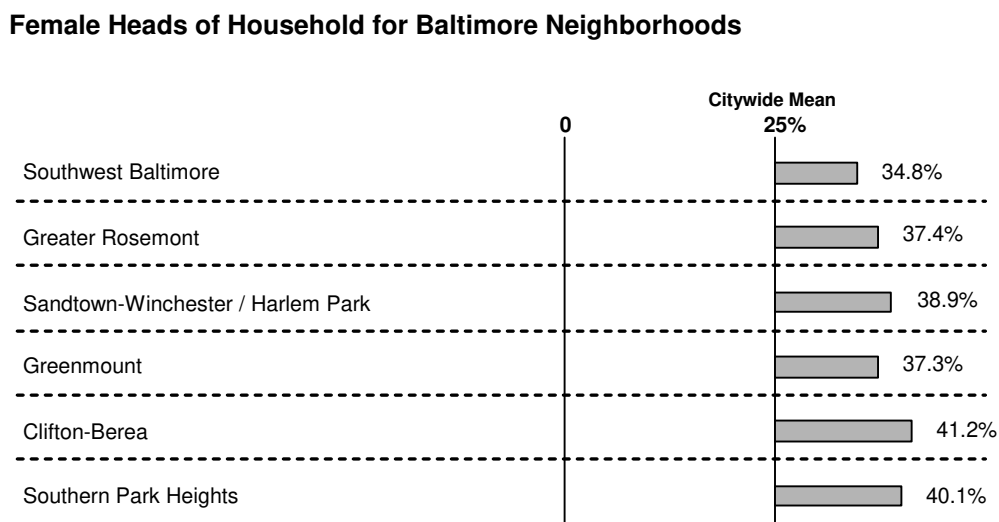 Female Heads of Household for Baltimore Neighborhoods
Citywide Mean
0 25%
Southwest Baltimore 34.8%
Greater Rosemont 37.4%
Sandtown-Winchester / Harlem Park 38.9%
Greenmount 37.3%
Clifton-Berea 41.2%
Southern Park Heights 40.1%